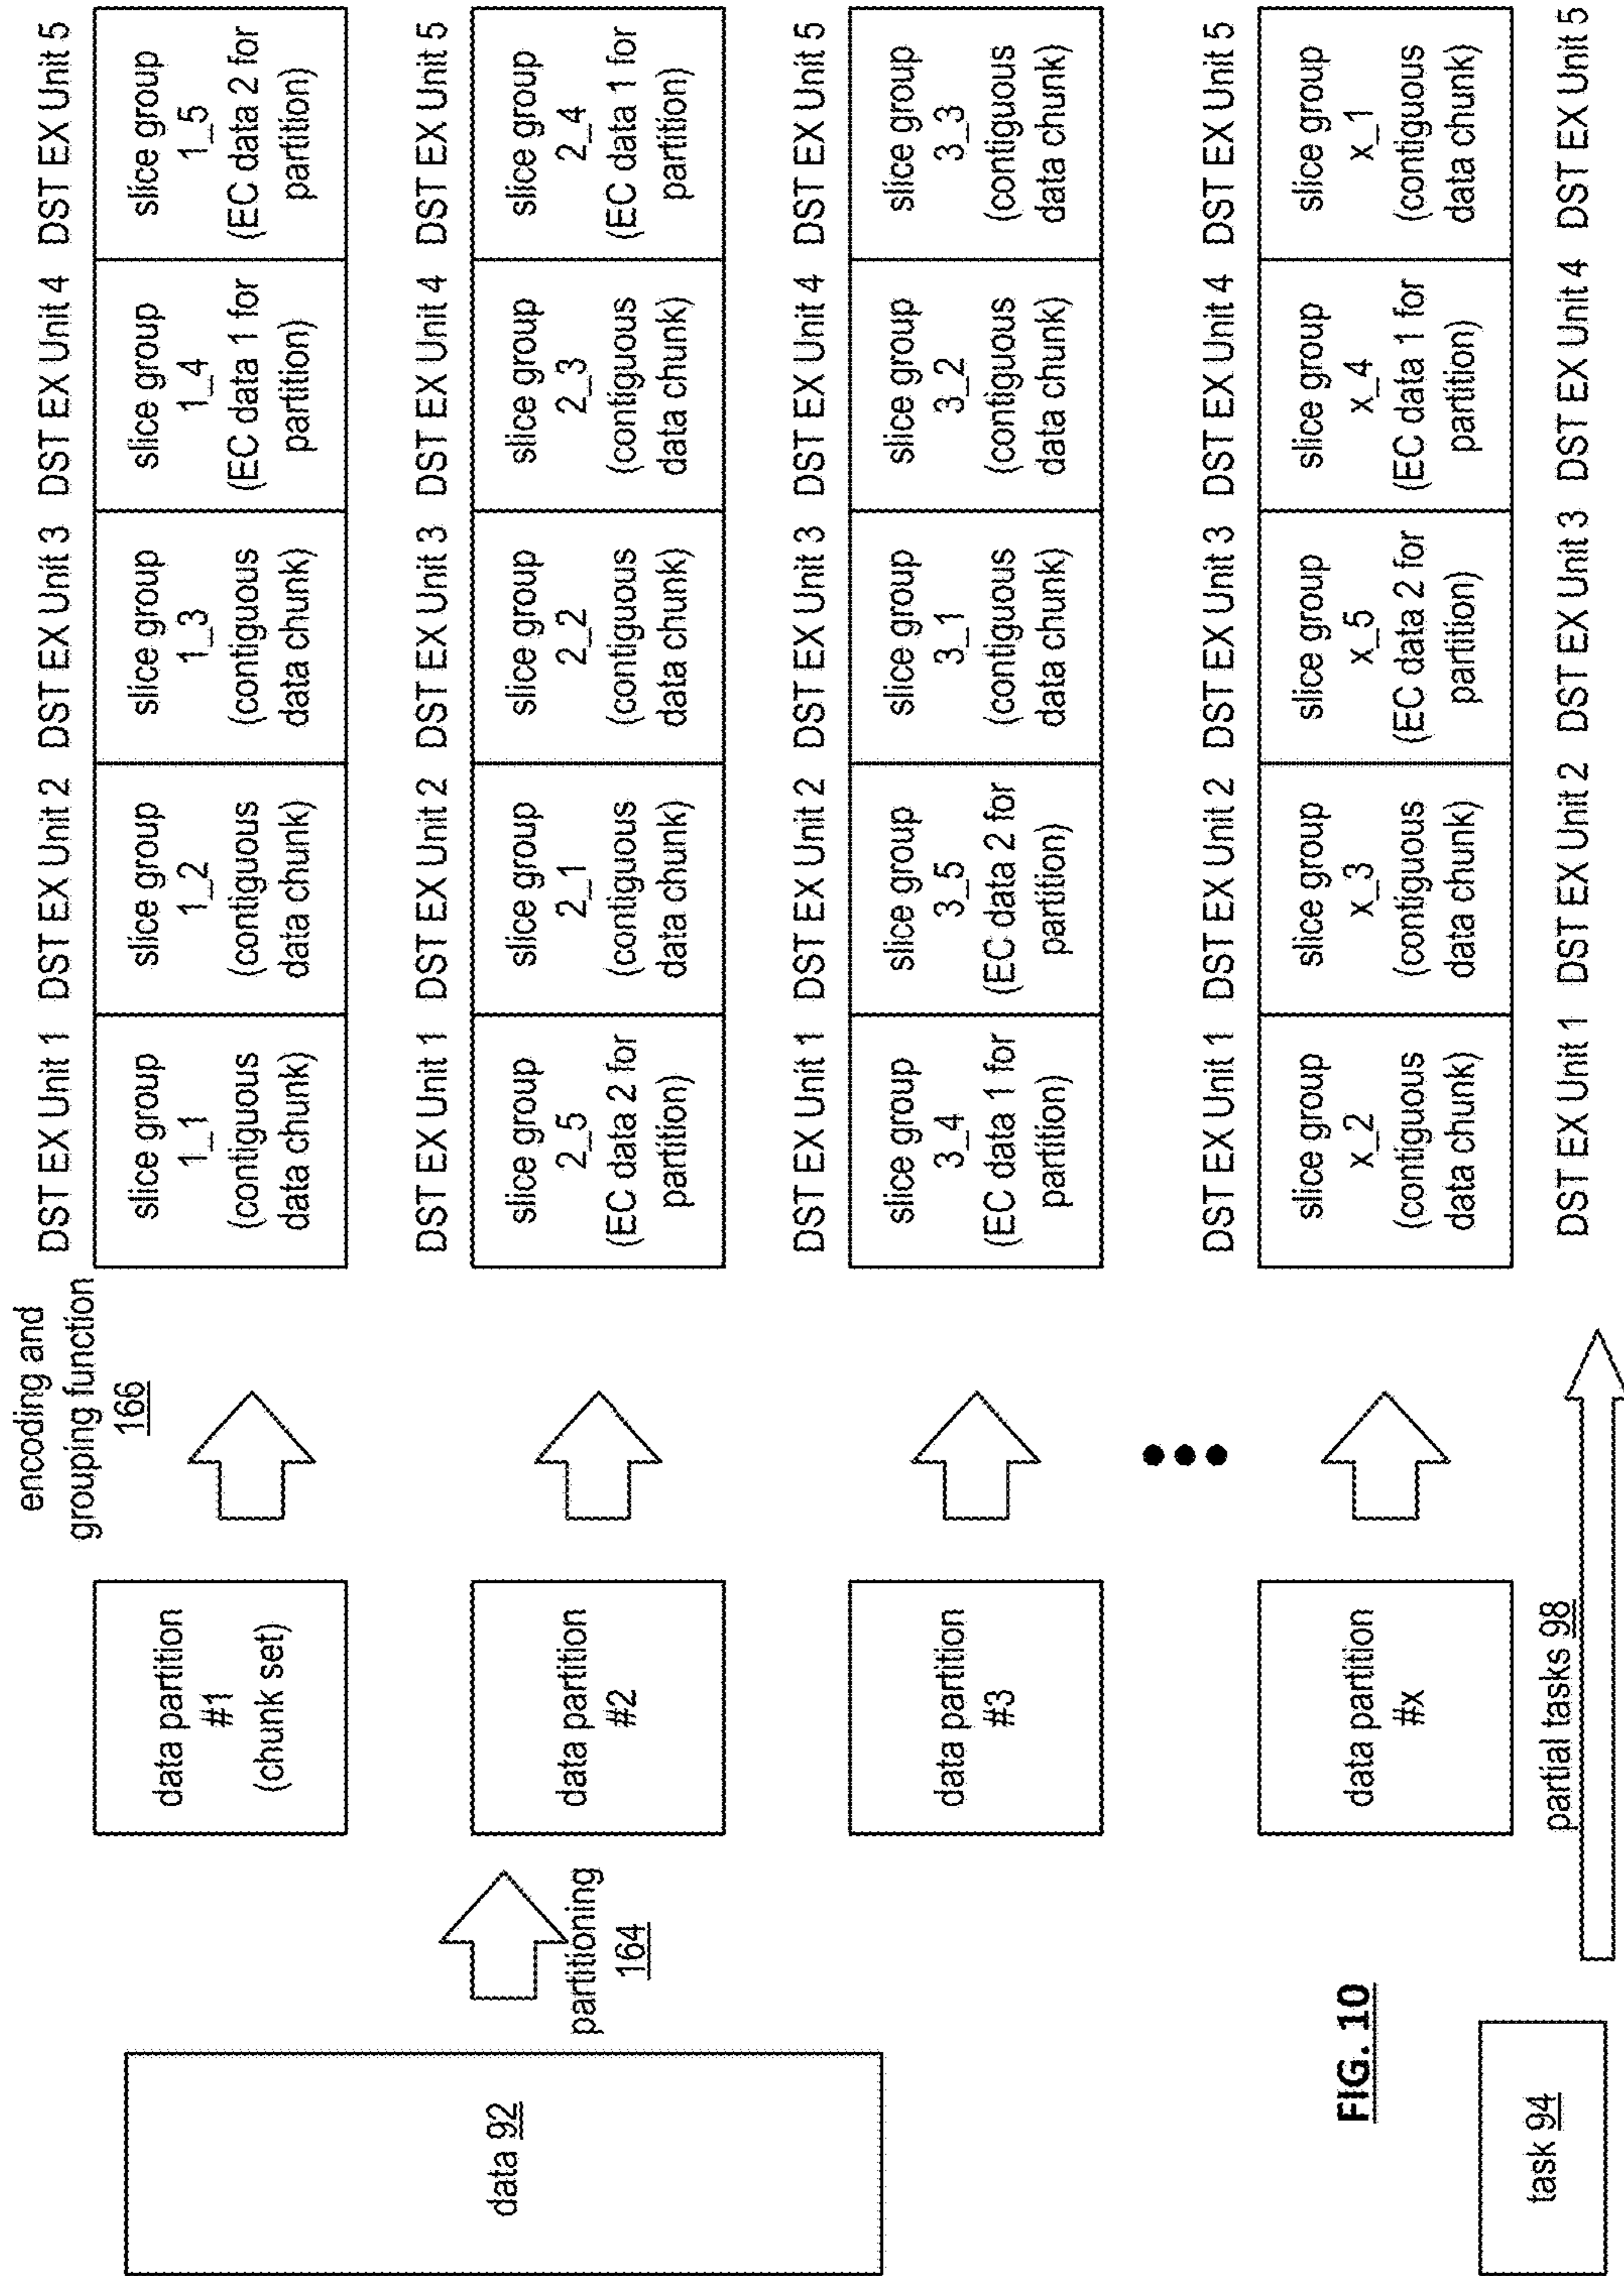 encoding and
grouping function
166
DST EX Unit 1 DST EX Unit 2 DST EX Unit 3 DST EX Unit 4 DST EX Unit 5
data 92
partitioning
164
data partition
#1
(chunk set)
slice group
1_1
(contiguous
data chunk)
slice group
1_2
(contiguous
data chunk)
slice group
1_3
(contiguous
data chunk)
slice group
1_4
(EC data 1 for
partition)
slice group
1_5
(EC data 2 for
partition)
DST EX Unit 1 DST EX Unit 2 DST EX Unit 3 DST EX Unit 4 DST EX Unit 5
data partition
#2
slice group
2_5
(EC data 2 for
partition)
slice group
2_1
(contiguous
data chunk)
slice group
2_2
(contiguous
data chunk)
slice group
2_3
(contiguous
data chunk)
slice group
2_4
(EC data 1 for
partition)
DST EX Unit 1 DST EX Unit 2 DST EX Unit 3 DST EX Unit 4 DST EX Unit 5
data partition
#3
slice group
3_4
(EC data 1 for
partition)
slice group
3_5
(EC data 2 for
partition)
slice group
3_1
(contiguous
data chunk)
slice group
3_2
(contiguous
data chunk)
slice group
3_3
(contiguous
data chunk)
DST EX Unit 1 DST EX Unit 2 DST EX Unit 3 DST EX Unit 4 DST EX Unit 5
data partition
#x
slice group
x_2
(contiguous
data chunk)
slice group
x_3
(contiguous
data chunk)
slice group
x_5
(EC data 2 for
partition)
slice group
x_4
(EC data 1 for
partition)
slice group
x_1
(contiguous
data chunk)
FIG. 10
task 94
partial tasks 98
DST EX Unit 1 DST EX Unit 2 DST EX Unit 3 DST EX Unit 4 DST EX Unit 5